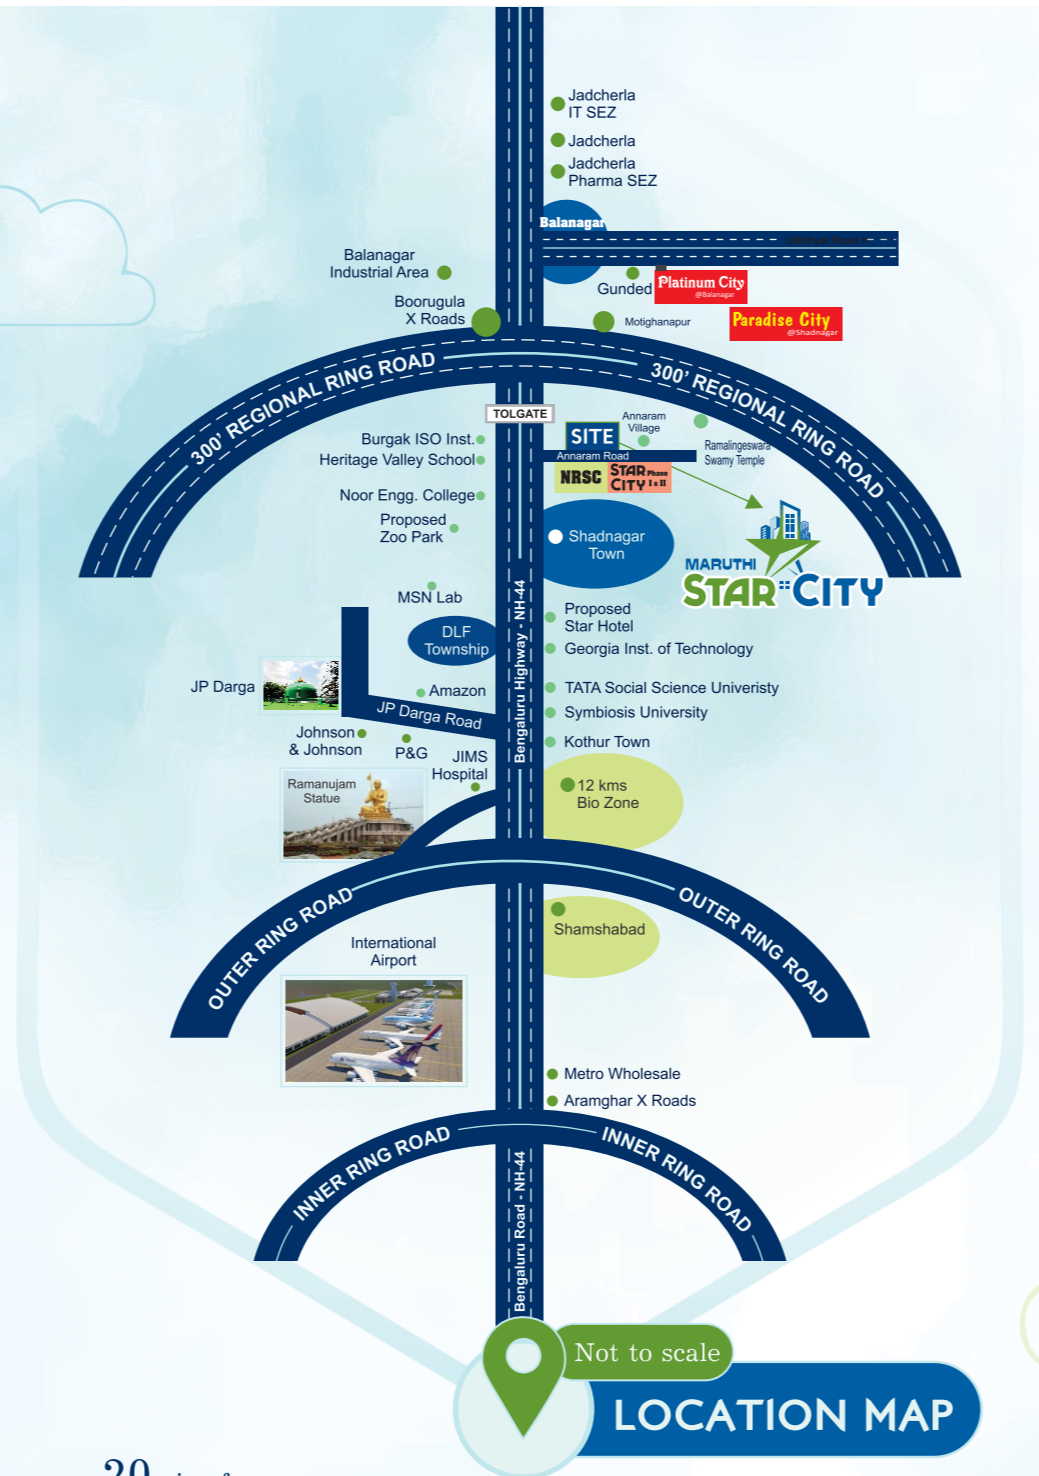 Jadcherla
IT SEZ
Jadcherla
Jadcherla
Pharma SEZ
Balanagar
Road
Balanagar
Industrial Area
Gunded
Platinum City
@Balanagar
Boorugula
X Roads
Motighanapur
Paradise City
@Shadnagar
300' REGIONAL RING ROAD
300' REGIONAL RING ROAD
TOLGATE
Annaram
Village
SITE
Burgak ISO Inst.
Ramalingeswara
Swamy Temple
Annaram Road
Heritage Valley School
NRSC
STAR Phase
CITY I & II
Noor Engg. College
Proposed
Zoo Park
Shadnagar
Town
MARUTHI
STAR CITY
MSN Lab
Bengaluru Highway - NH-44
Proposed
Star Hotel
DLF
Township
Georgia Inst. of Technology
JP Darga
Amazon
TATA Social Science Univeristy
JP Darga Road
Symbiosis University
Johnson
& Johnson
P&G
Kothur Town
JIMS
Hospital
Ramanujam
Statue
12 kms
Bio Zone
OUTER RING ROAD
OUTER RING ROAD
Shamshabad
International
Airport
Metro Wholesale
Aramghar X Roads
INNER RING ROAD
INNER RING ROAD
Bengaluru Road - NH-44
Not to scale
LOCATION MAP
20